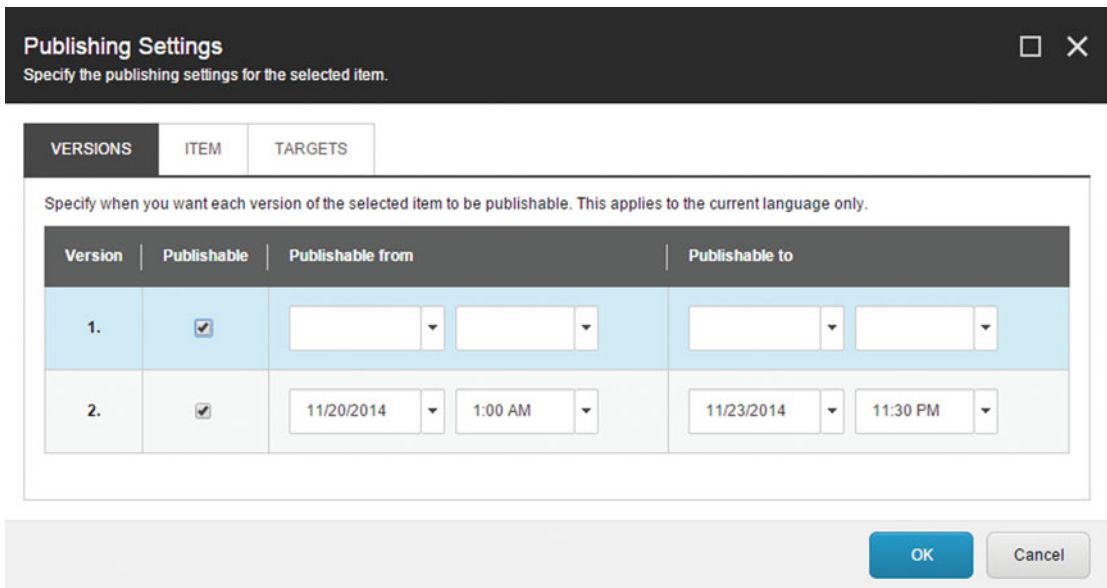 Publishing Settings
Specify the publishing settings for the selected item.
VERSIONS ITEM TARGETS
Specify when you want each version of the selected item to be publishable. This applies to the current language only.
Version Publishable Publishable from Publishable to
1.
2. 11/20/2014 1:00 AM 11/23/2014 11:30 PM
OK Cancel